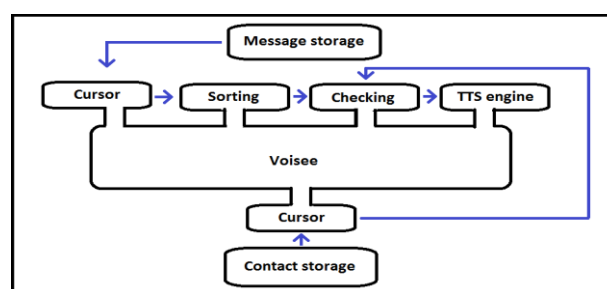 Message storage
Cursor
Sorting
Checking
TTS engine
Voisee
Cursor
Contact storage